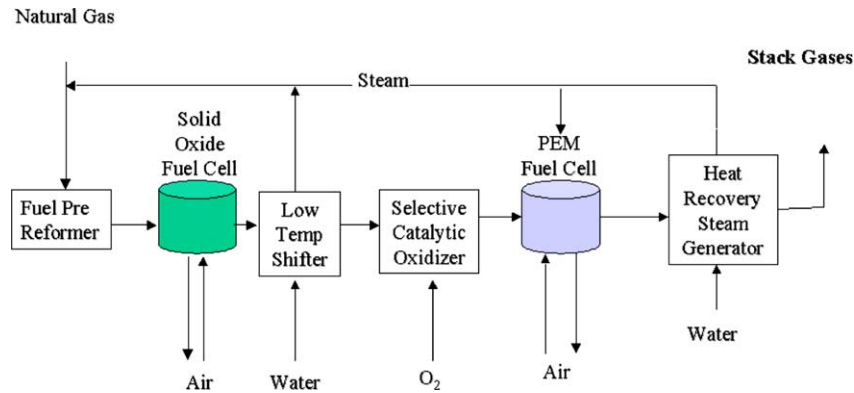 Natural Gas
Stack Gases
Steam
Solid
Oxide
Fuel Cell
PEM
Fuel Cell
Fuel Pre
Reformer
Low
Temp
Shifter
Selective
Catalytic
Oxidizer
Heat
Recovery
Steam
Generator
Water
Air
Water
O₂
Air